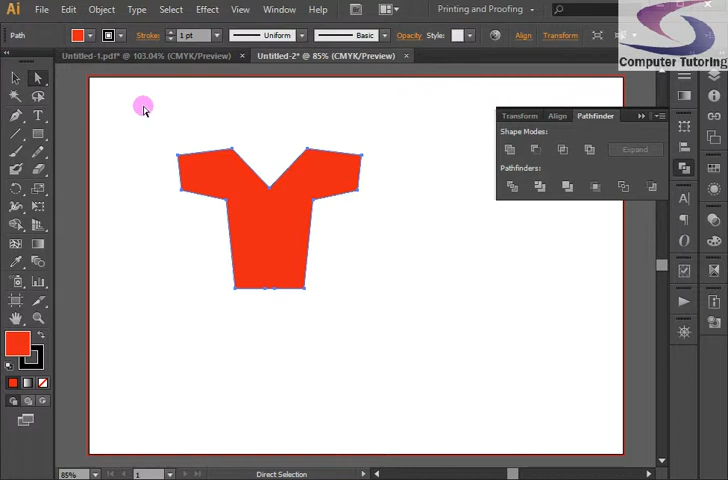 Ai File Edit Object Type Select Effect View Window Help Br Printing and Proofing
Path Stroke: 1 pt Uniform Basic Opacity Style: Align Transform
Computer Tutoring
Untitled-1.pdf* @ 103.04% (CMYK/Preview) × Untitled-2* @ 85% (CMYK/Preview) ×
Transform Align Pathfinder
Shape Modes:
Expand
Pathfinders:
85% 1 Direct Selection